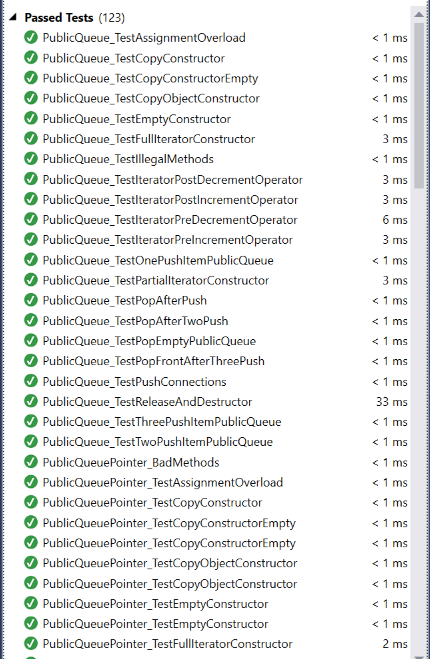 Passed Tests (123)
PublicQueue_TestAssignmentOverload < 1 ms
PublicQueue_TestCopyConstructor < 1 ms
PublicQueue_TestCopyConstructorEmpty < 1 ms
PublicQueue_TestCopyObjectConstructor < 1 ms
PublicQueue_TestEmptyConstructor < 1 ms
PublicQueue_TestFullIteratorConstructor 3 ms
PublicQueue_TestIllegalMethods < 1 ms
PublicQueue_TestIteratorPostDecrementOperator 3 ms
PublicQueue_TestIteratorPostIncrementOperator 3 ms
PublicQueue_TestIteratorPreDecrementOperator 6 ms
PublicQueue_TestIteratorPreIncrementOperator 3 ms
PublicQueue_TestOnePushItemPublicQueue < 1 ms
PublicQueue_TestPartialIteratorConstructor 3 ms
PublicQueue_TestPopAfterPush < 1 ms
PublicQueue_TestPopAfterTwoPush < 1 ms
PublicQueue_TestPopEmptyPublicQueue < 1 ms
PublicQueue_TestPopFrontAfterThreePush < 1 ms
PublicQueue_TestPushConnections < 1 ms
PublicQueue_TestReleaseAndDestructor 33 ms
PublicQueue_TestThreePushItemPublicQueue < 1 ms
PublicQueue_TestTwoPushItemPublicQueue < 1 ms
PublicQueuePointer_BadMethods < 1 ms
PublicQueuePointer_TestAssignmentOverload < 1 ms
PublicQueuePointer_TestCopyConstructor < 1 ms
PublicQueuePointer_TestCopyConstructorEmpty < 1 ms
PublicQueuePointer_TestCopyConstructorEmpty < 1 ms
PublicQueuePointer_TestCopyObjectConstructor < 1 ms
PublicQueuePointer_TestCopyObjectConstructor < 1 ms
PublicQueuePointer_TestEmptyConstructor < 1 ms
PublicQueuePointer_TestEmptyConstructor < 1 ms
PublicQueuePointer_TestFullIteratorConstructor 2 ms